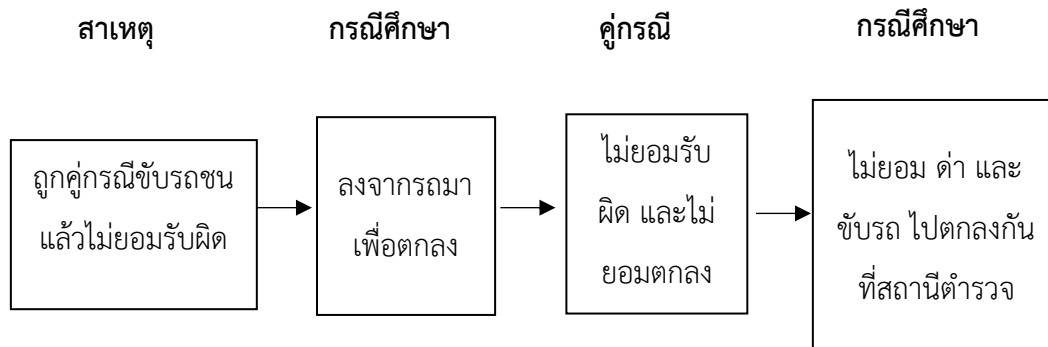 สาเหตุ
กรณีศึกษา
คู่กรณี
กรณีศึกษา
ถูกคู่กรณีขับรถชน
แล้วไม่ยอมรับผิด
ลงจากรถมา
เพื่อตกลง
ไม่ยอมรับ
ผิด และไม่
ยอมตกลง
ไม่ยอม ด่า และ
ขับรถ ไปตกลงกัน
ที่สถานีตำรวจ